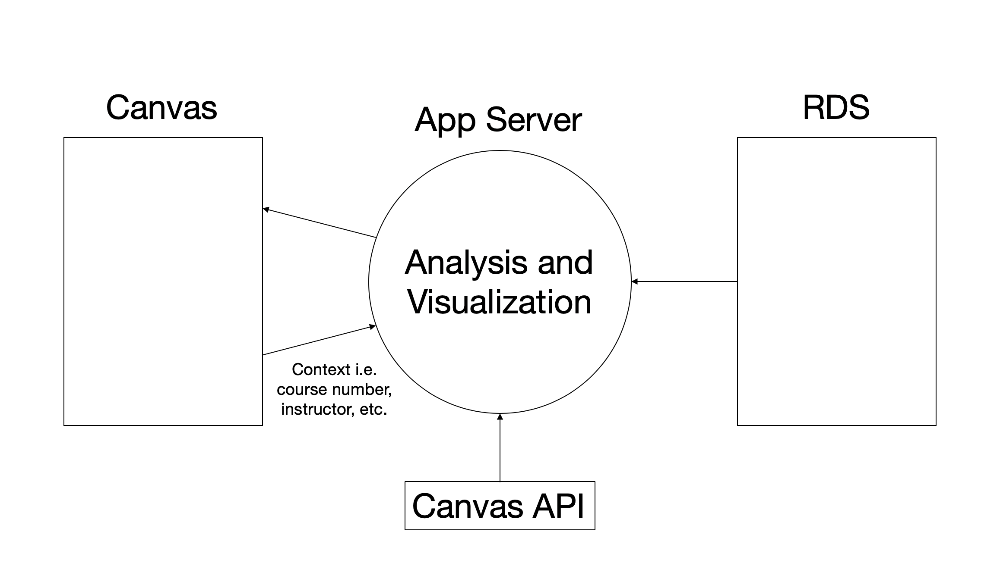 Canvas
App Server
RDS
Analysis and
Visualization
Context i.e.
course number,
instructor, etc.
Canvas API